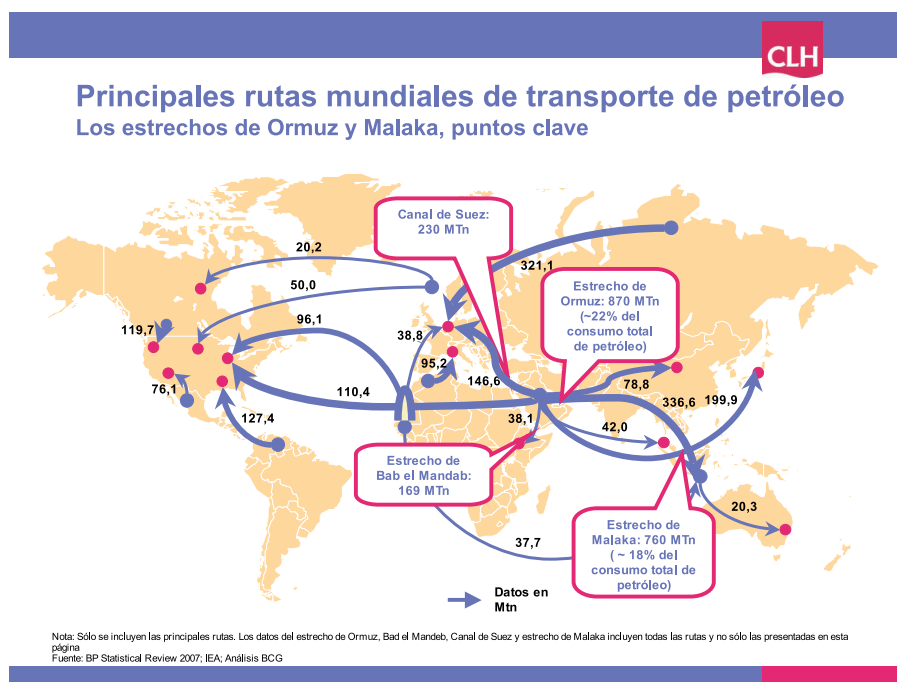 CLH
Principales rutas mundiales de transporte de petróleo
Los estrechos de Ormuz y Malaka, puntos clave
Canal de Suez:
230 MTn
20,2
321,1
Estrecho de
Ormuz: 870 MTn
(~22% del
consumo total
de petróleo)
50,0
96,1
119,7
38,8
95,2
146,6
78,8
76,1
110,4
336,6
199,9
127,4
38,1
42,0
Estrecho de
Bab el Mandab:
169 MTn
20,3
Estrecho de
Malaka: 760 MTn
( ~ 18% del
consumo total de
petróleo)
37,7
Datos en
Mtn
Nota: Sólo se incluyen las principales rutas. Los datos del estrecho de Ormuz, Bad el Mandeb, Canal de Suez y estrecho de Malaka incluyen todas las rutas y no sólo las presentadas en esta
página
Fuente: BP Statistical Review 2007; IEA; Análisis BCG